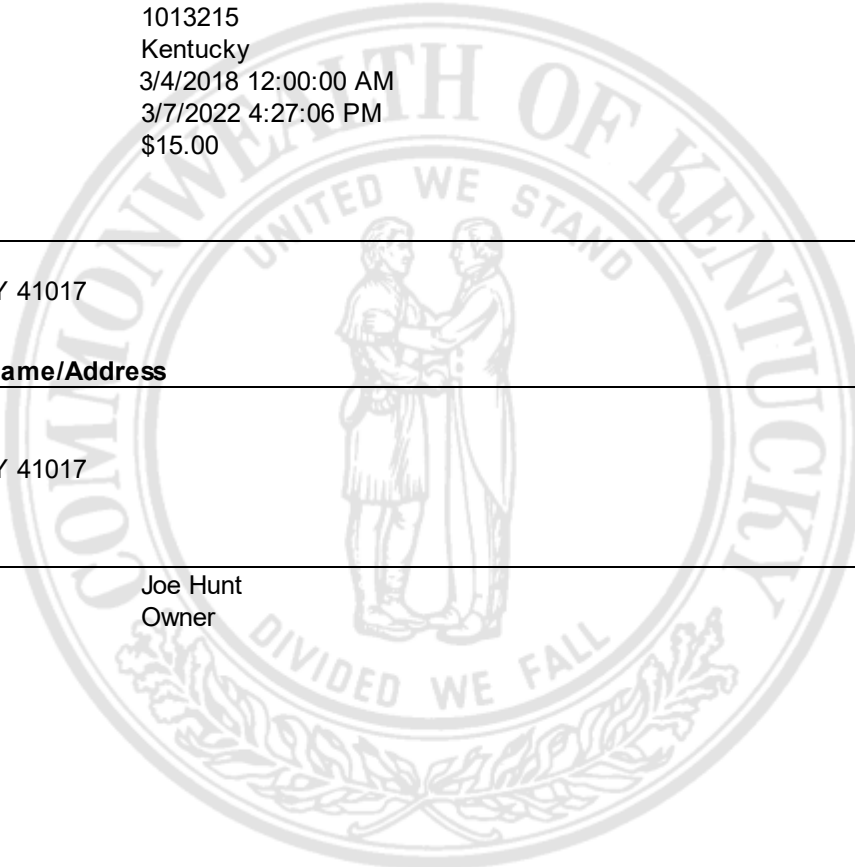 1013215
Kentucky
3/4/2018 12:00:00 AM
3/7/2022 4:27:06 PM
$15.00
COMMONWEALTH OF KENTUCKY
UNITED WE STAND
Y 41017
ame/Address
Y 41017
Joe Hunt
Owner
DIVIDED WE FALL